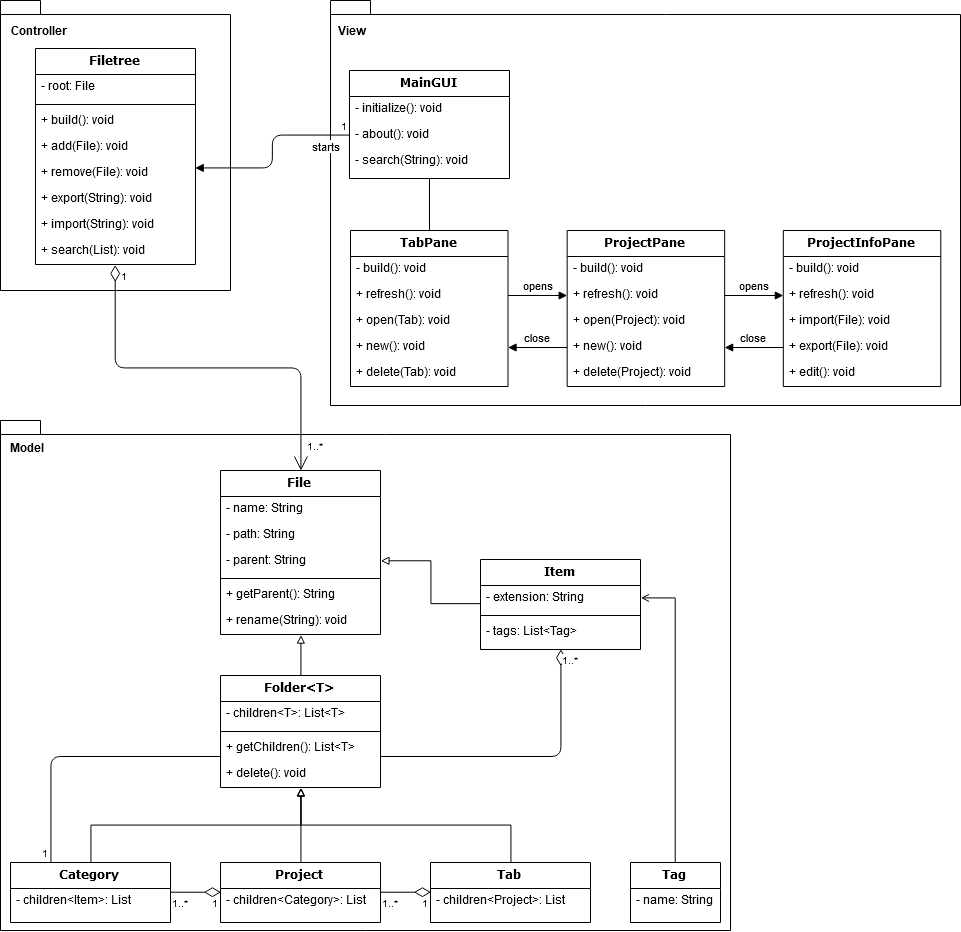 Controller
Filetree
- root: File
+ build(): void
+ add(File): void
+ remove(File): void
+ export(String): void
+ import(String): void
+ search(List): void
1
View
MainGUI
- initialize(): void
- about(): void
- search(String): void
1
starts
TabPane
- build(): void
+ refresh(): void
+ open(Tab): void
+ new(): void
+ delete(Tab): void
opens
close
ProjectPane
- build(): void
+ refresh(): void
+ open(Project): void
+ new(): void
+ delete(Project): void
opens
close
ProjectInfoPane
- build(): void
+ refresh(): void
+ import(File): void
+ export(File): void
+ edit(): void
Model
1..*
File
- name: String
- path: String
- parent: String
+ getParent(): String
+ rename(String): void
Item
- extension: String
- tags: List<Tag>
1..*
Folder<T>
- children<T>: List<T>
+ getChildren(): List<T>
+ delete(): void
1
Category
- children<Item>: List
1..*
1
Project
- children<Category>: List
1..*
1
Tab
- children<Project>: List
Tag
- name: String